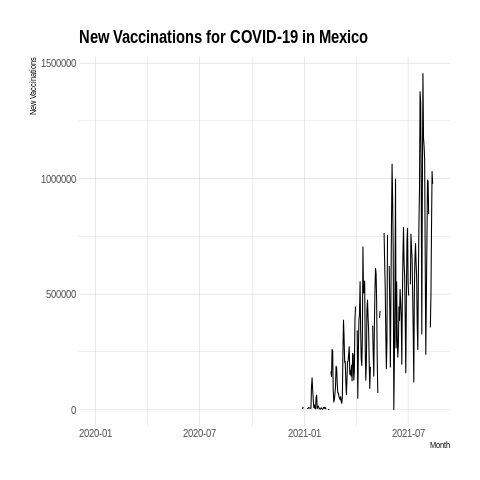 New Vaccinations for COVID-19 in Mexico
New Vaccinations
1500000
1000000
500000
0
2020-01
2020-07
2021-01
2021-07
Month